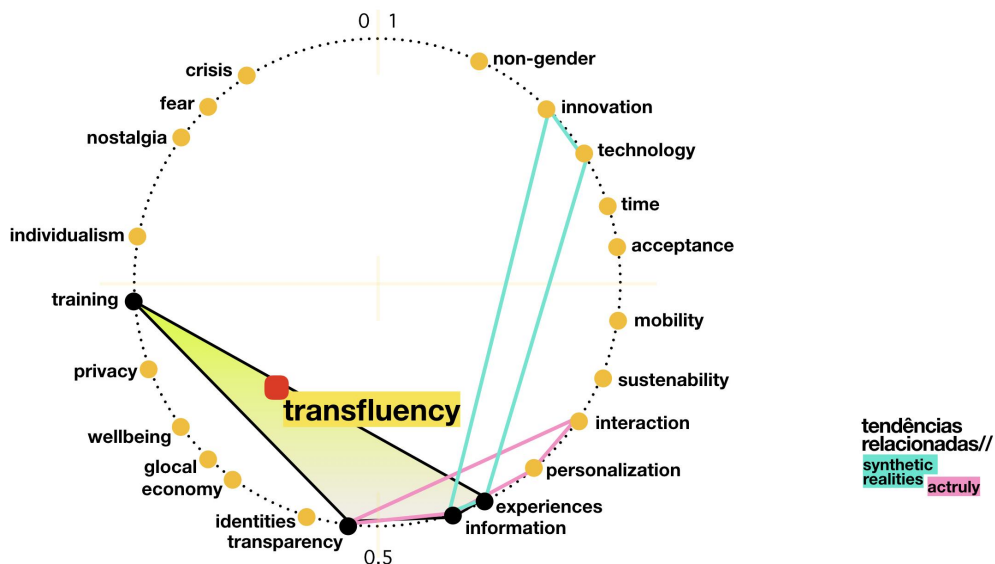 0 | 1
non-gender
crisis
innovation
fear
nostalgia
technology
time
individualism
acceptance
training
mobility
privacy
sustenability
transfluency
interaction
wellbeing
tendências
relacionadas//
glocal
personalization
synthetic
realities
actruly
economy
experiences
identities
information
transparency
0.5